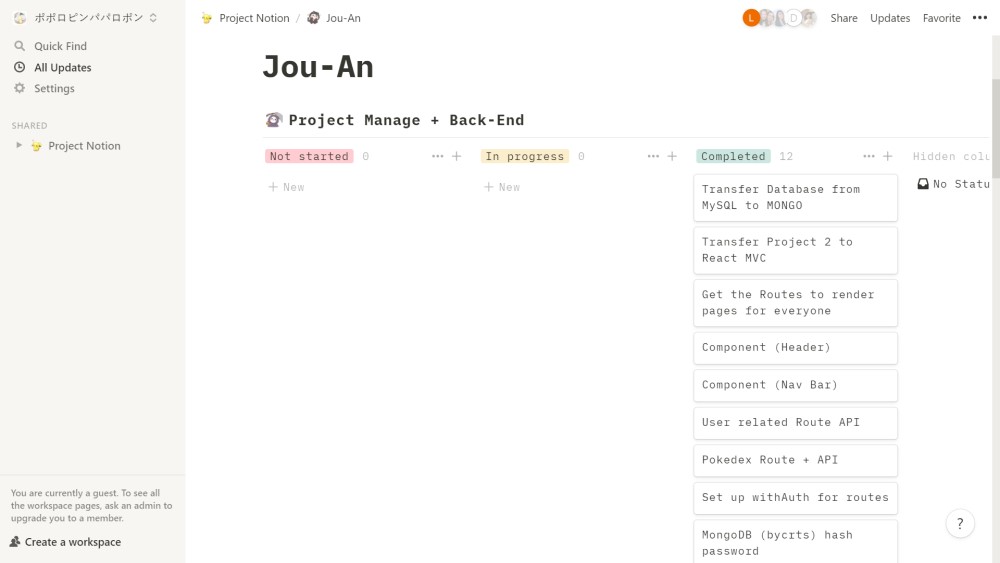 ポポロピンパパロポン
Quick Find
All Updates
Settings
SHARED
Project Notion
You are currently a guest. To see all
the workspace pages, ask an admin to
upgrade you to a member.
Create a workspace
Project Notion / Jou-An
L D
Share Updates Favorite
Jou-An
Project Manage + Back-End
Not started 0
New
In progress 0
New
Completed 12
Transfer Database from
MySQL to MONGO
Transfer Project 2 to
React MVC
Get the Routes to render
pages for everyone
Component (Header)
Component (Nav Bar)
User related Route API
Pokedex Route + API
Set up withAuth for routes
MongoDB (bycrts) hash
password
Hidden colu
No Statu
?